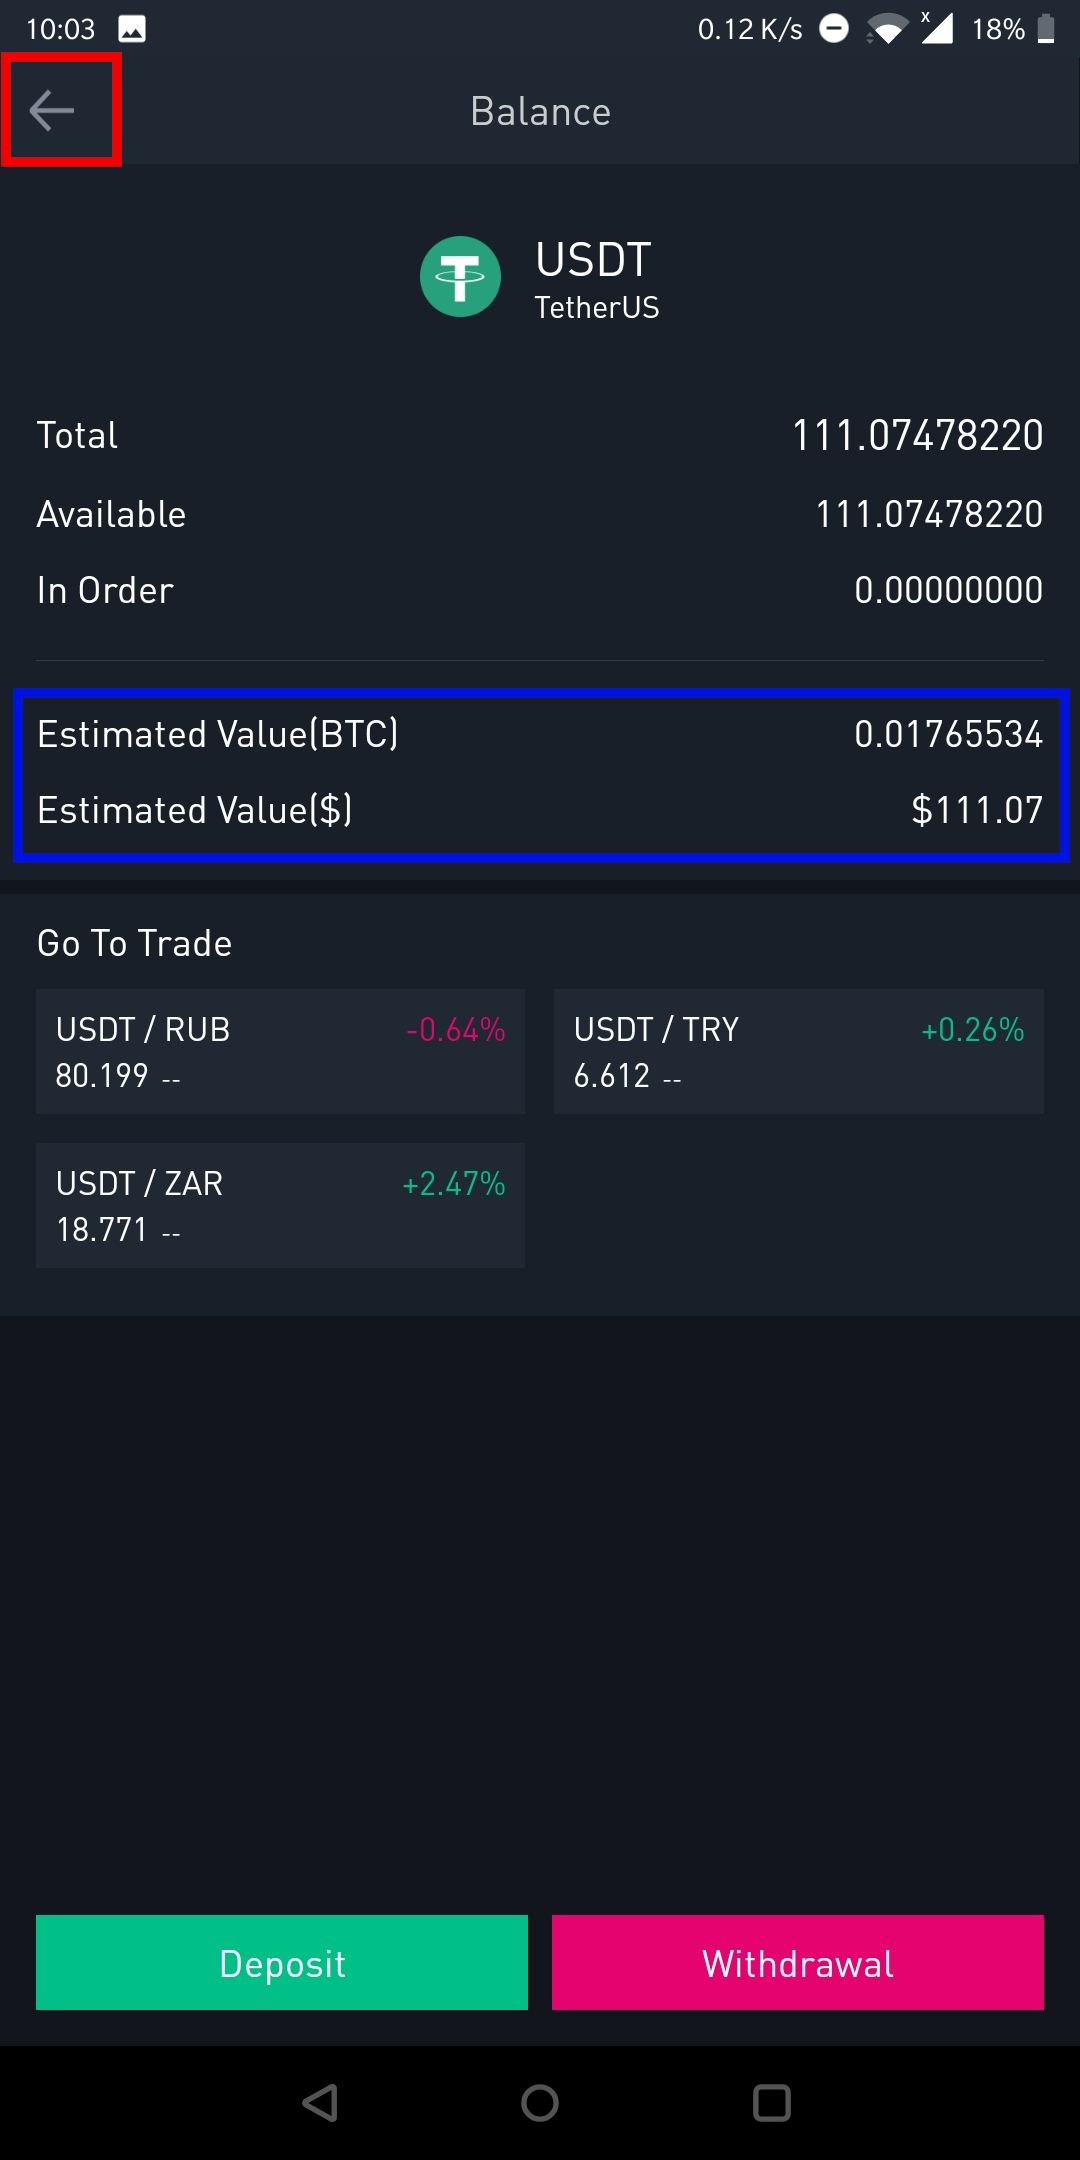 10:03 0.12 K/s x 18%
Balance
USDT
TetherUS
Total 111.07478220
Available 111.07478220
In Order 0.00000000
Estimated Value(BTC) 0.01765534
Estimated Value($) $111.07
Go To Trade
USDT / RUB -0.64% USDT / TRY +0.26%
80.199 -- 6.612 --
USDT / ZAR +2.47%
18.771 --
Deposit Withdrawal